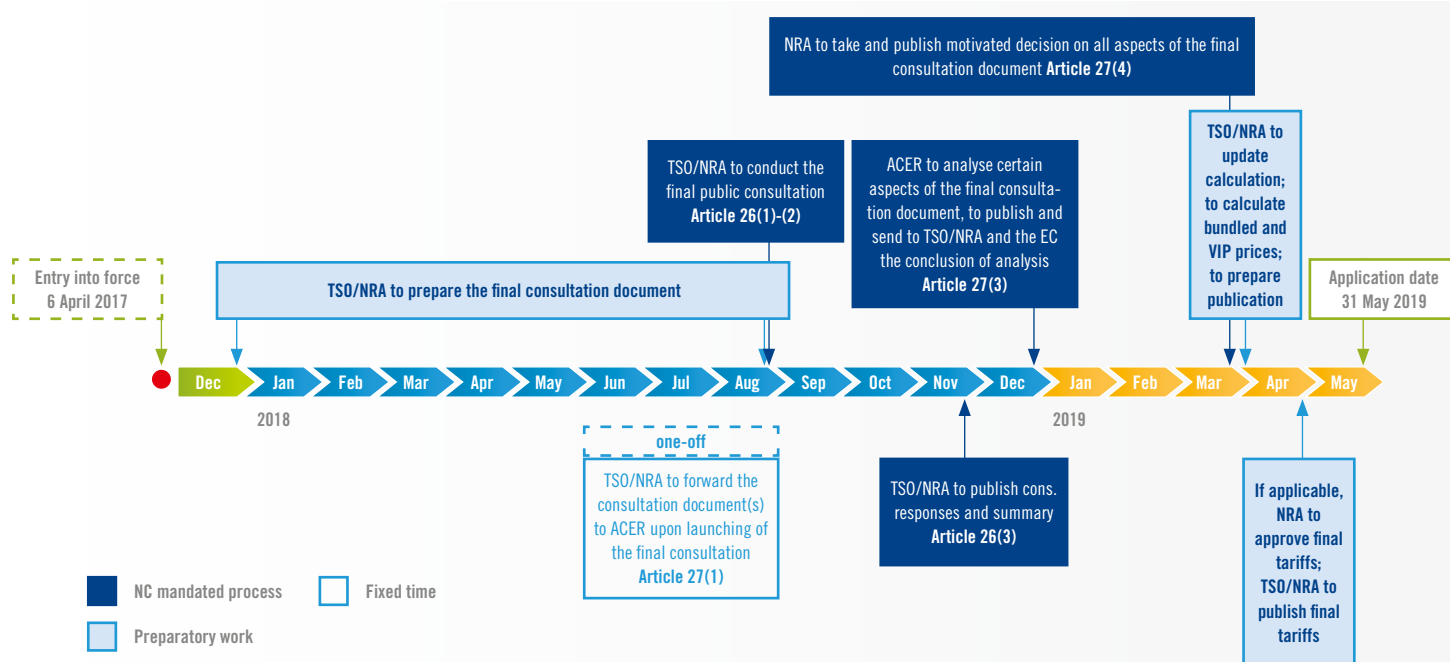 NRA to take and publish motivated decision on all aspects of the final
consultation document Article 27(4)
TSO/NRA to conduct the
final public consultation
Article 26(1)-(2)
ACER to analyse certain
aspects of the final consulta-
tion document, to publish and
send to TSO/NRA and the EC
the conclusion of analysis
Article 27(3)
TSO/NRA to
update
calculation;
to calculate
bundled and
VIP prices;
to prepare
publication
Entry into force
6 April 2017
TSO/NRA to prepare the final consultation document
Application date
31 May 2019
Dec
Jan
Feb
Mar
Apr
May
Jun
Jul
Aug
Sep
Oct
Nov
Dec
Jan
Feb
Mar
Apr
May
2018
2019
one-off
TSO/NRA to forward the
consultation document(s)
to ACER upon launching of
the final consultation
Article 27(1)
TSO/NRA to publish cons.
responses and summary
Article 26(3)
If applicable,
NRA to
approve final
tariffs;
TSO/NRA to
publish final
tariffs
NC mandated process
Fixed time
Preparatory work